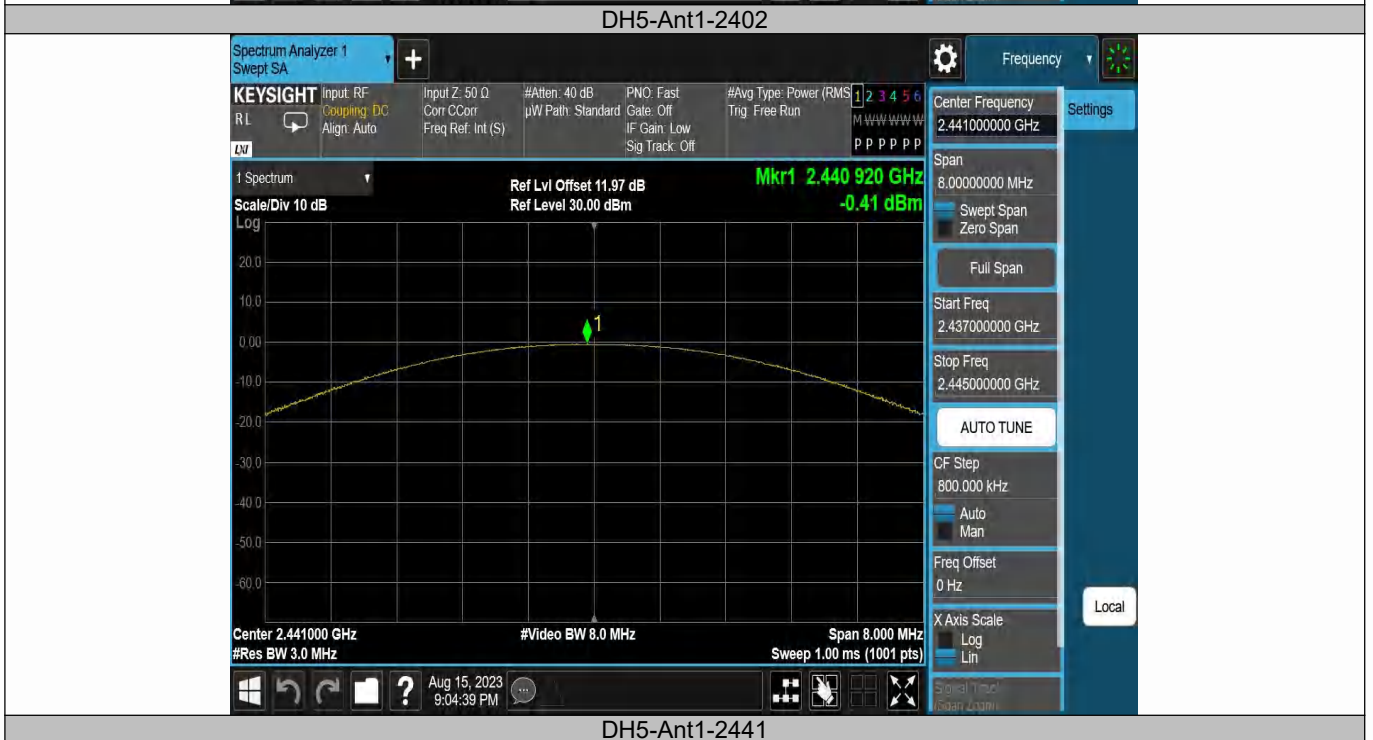 DH5-Ant1-2402
Spectrum Analyzer 1
Swept SA
+
Frequency
KEYSIGHT
RL
LXI
Input: RF
Coupling: DC
Align: Auto
Input Z: 50 Ω
Corr CCorr
Freq Ref: Int (S)
#Atten: 40 dB
µW Path: Standard
PNO: Fast
Gate: Off
IF Gain: Low
Sig Track: Off
#Avg Type: Power (RMS
Trig: Free Run
1 2 3 4 5 6
M W W W W W
P P P P P P
Center Frequency
2.441000000 GHz
Settings
Span
8.00000000 MHz
Swept Span
Zero Span
Full Span
Start Freq
2.437000000 GHz
Stop Freq
2.445000000 GHz
AUTO TUNE
CF Step
800.000 kHz
Auto
Man
Freq Offset
0 Hz
X Axis Scale
Log
Lin
Signal Track
(Span Zoom)
Local
1 Spectrum
Scale/Div 10 dB
Log
Ref Lvl Offset 11.97 dB
Ref Level 30.00 dBm
Mkr1 2.440 920 GHz
-0.41 dBm
20.0
10.0
1
0.00
-10.0
-20.0
-30.0
-40.0
-50.0
-60.0
Center 2.441000 GHz
#Res BW 3.0 MHz
#Video BW 8.0 MHz
Span 8.000 MHz
Sweep 1.00 ms (1001 pts)
?
Aug 15, 2023
9:04:39 PM
DH5-Ant1-2441